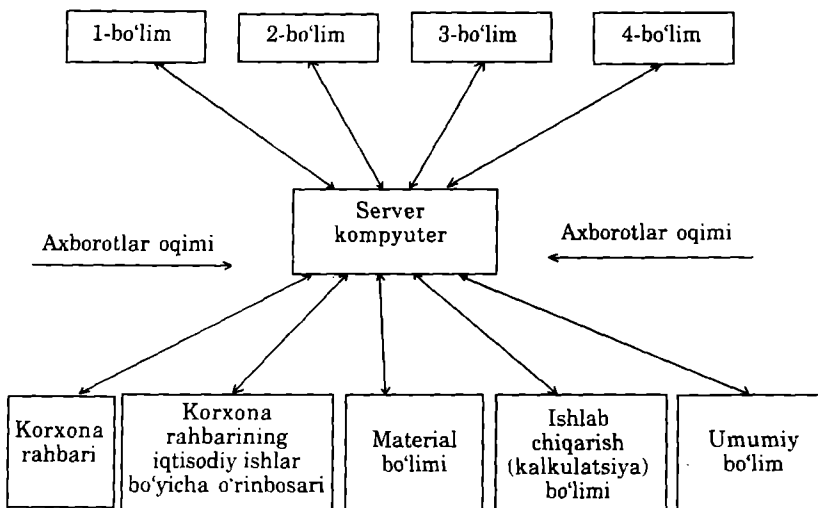 1-bo‘lim
2-bo‘lim
3-bo‘lim
4-bo‘lim
Server
kompyuter
Axborotlar oqimi
Axborotlar oqimi
Korxona
rahbari
Korxona
rahbarining
iqtisodiy ishlar
bo‘yicha o‘rinbosari
Material
bo‘limi
Ishlab
chiqarish
(kalkulatsiya)
bo‘limi
Umumiy
bo‘lim